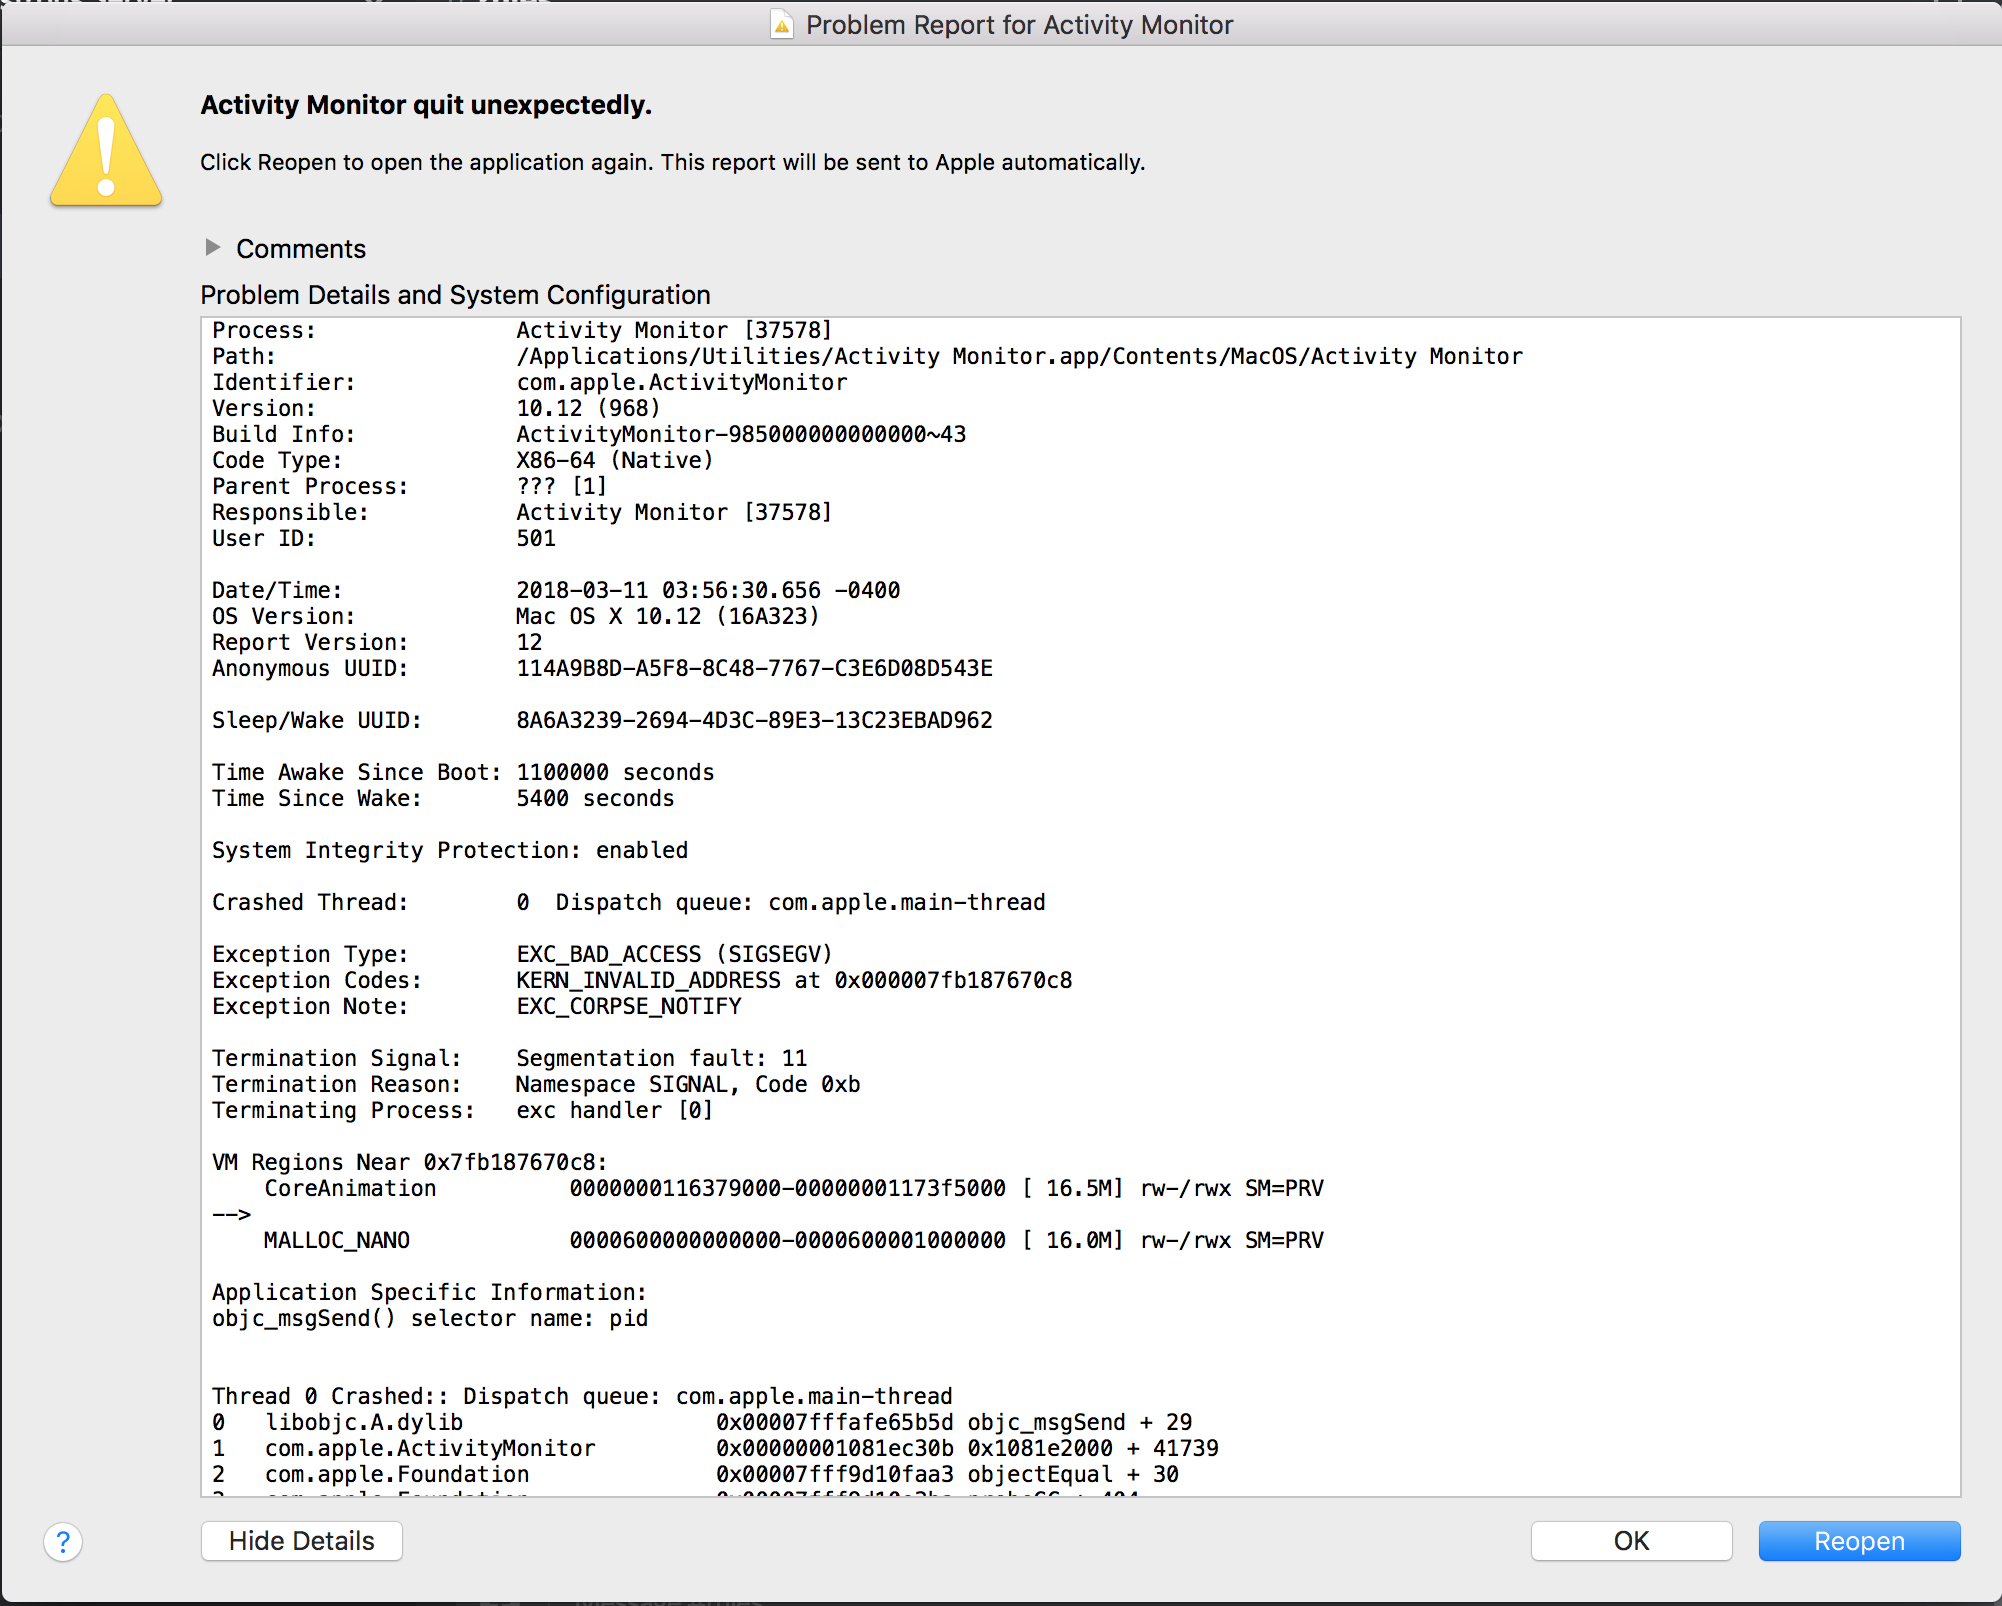 Problem Report for Activity Monitor
Activity Monitor quit unexpectedly.
Click Reopen to open the application again. This report will be sent to Apple automatically.
Comments
Problem Details and System Configuration
Process: Activity Monitor [37578]
Path: /Applications/Utilities/Activity Monitor.app/Contents/MacOS/Activity Monitor
Identifier: com.apple.ActivityMonitor
Version: 10.12 (968)
Build Info: ActivityMonitor-985000000000000~43
Code Type: X86-64 (Native)
Parent Process: ??? [1]
Responsible: Activity Monitor [37578]
User ID: 501
Date/Time: 2018-03-11 03:56:30.656 -0400
OS Version: Mac OS X 10.12 (16A323)
Report Version: 12
Anonymous UUID: 114A9B8D-A5F8-8C48-7767-C3E6D08D543E
Sleep/Wake UUID: 8A6A3239-2694-4D3C-89E3-13C23EBAD962
Time Awake Since Boot: 1100000 seconds
Time Since Wake: 5400 seconds
System Integrity Protection: enabled
Crashed Thread: 0 Dispatch queue: com.apple.main-thread
Exception Type: EXC_BAD_ACCESS (SIGSEGV)
Exception Codes: KERN_INVALID_ADDRESS at 0x000007fb187670c8
Exception Note: EXC_CORPSE_NOTIFY
Termination Signal: Segmentation fault: 11
Termination Reason: Namespace SIGNAL, Code 0xb
Terminating Process: exc handler [0]
VM Regions Near 0x7fb187670c8:
CoreAnimation 0000000116379000-00000001173f5000 [ 16.5M] rw-/rwx SM=PRV
-->
MALLOC_NANO 0000600000000000-0000600001000000 [ 16.0M] rw-/rwx SM=PRV
Application Specific Information:
objc_msgSend() selector name: pid
Thread 0 Crashed:: Dispatch queue: com.apple.main-thread
0 libobjc.A.dylib 0x00007fffafe65b5d objc_msgSend + 29
1 com.apple.ActivityMonitor 0x00000001081ec30b 0x1081e2000 + 41739
2 com.apple.Foundation 0x00007fff9d10faa3 objectEqual + 30
?
Hide Details
OK
Reopen